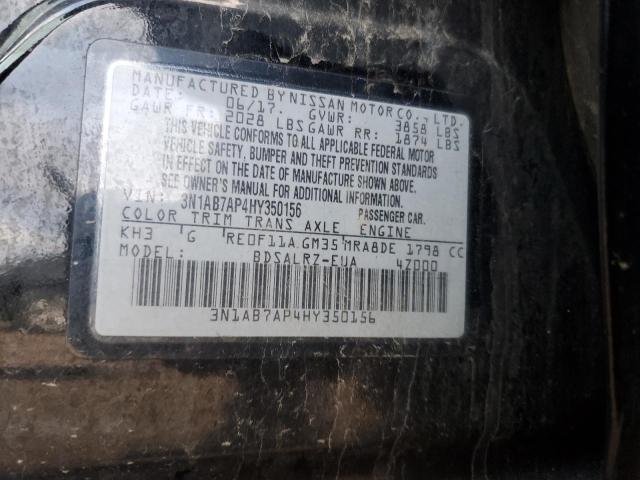 MANUFACTURED BY NISSAN MOTOR CO., LTD.
DATE: 06/17 GVWR: 3858 LBS
GAWR FR: 2028 LBS GAWR RR: 1874 LBS
THIS VEHICLE CONFORMS TO ALL APPLICABLE FEDERAL MOTOR
VEHICLE SAFETY, BUMPER AND THEFT PREVENTION STANDARDS
IN EFFECT ON THE DATE OF MANUFACTURE SHOWN ABOVE.
SEE OWNER'S MANUAL FOR ADDITIONAL INFORMATION.
VIN: 3N1AB7AP4HY350156 PASSENGER CAR.
COLOR TRIM TRANS AXLE ENGINE
KH3 G RE0F11A GM35 MRA8DE 1798 CC
MODEL: BDSALRZ-EUA 4Z000
3N1AB7AP4HY350156